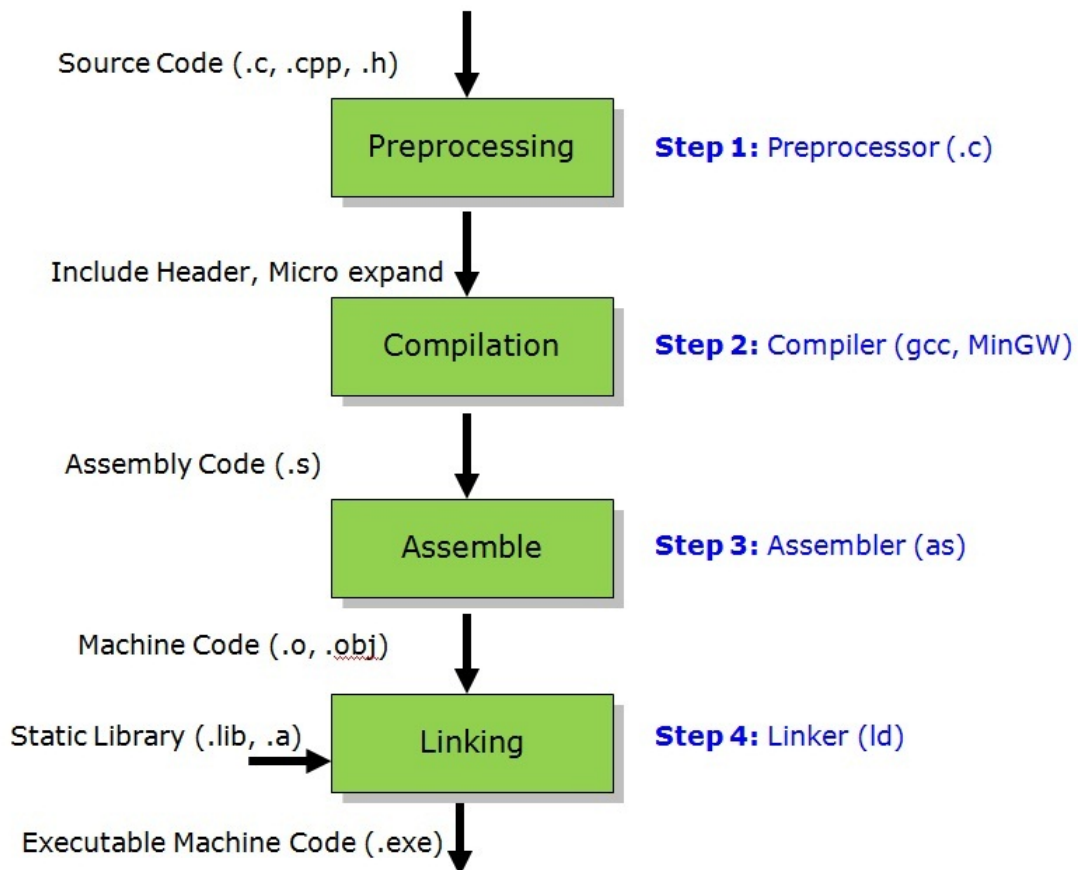 Source Code (.c, .cpp, .h)
Preprocessing
Step 1: Preprocessor (.c)
Include Header, Micro expand
Compilation
Step 2: Compiler (gcc, MinGW)
Assembly Code (.s)
Assemble
Step 3: Assembler (as)
Machine Code (.o, .obj)
Static Library (.lib, .a)
Linking
Step 4: Linker (ld)
Executable Machine Code (.exe)